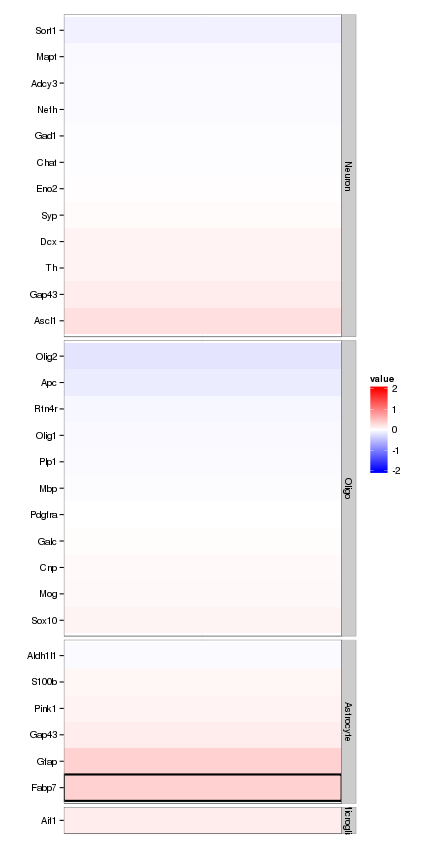 Sort1
Mapt
Adcy3
Nefh
Gad1
Chat
Eno2
Syp
Dcx
Th
Gap43
Ascl1
Neuron
Olig2
Apc
Rtn4r
Olig1
Plp1
Mbp
Pdgfra
Galc
Cnp
Mog
Sox10
Oligo
Aldh1l1
S100b
Pink1
Gap43
Gfap
Fabp7
Astrocyte
Aif1
icrogli
value
2
1
0
-1
-2